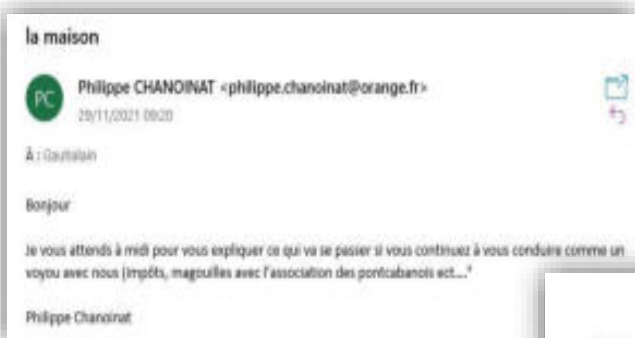 la maison
PC
Philippe CHANOINAT <philippe.chanoinat@orange.fr>
29/11/2021 09:20
À : Gauttalain
Bonjour
Je vous attends à midi pour vous expliquer ce qui va se passer si vous continuez à vous conduire comme un
voyou avec nous (impôts, magouilles avec l'association des pontcabanois ect...."
Philippe Chanoinat